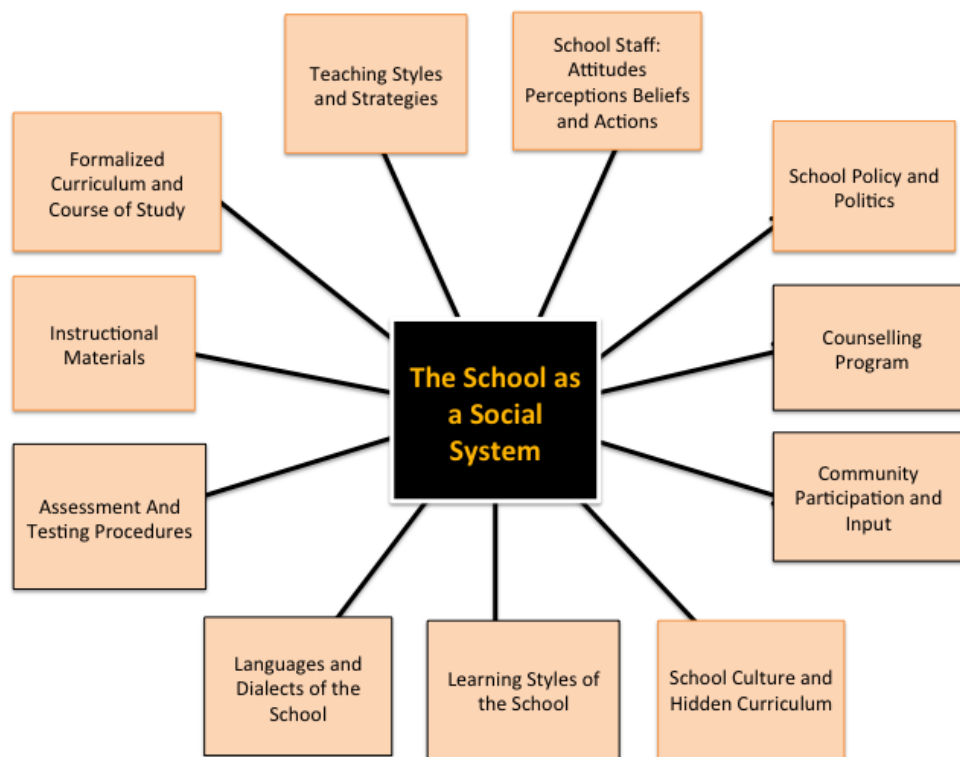 Teaching Styles
and Strategies
School Staff:
Attitudes
Perceptions Beliefs
and Actions
Formalized
Curriculum and
Course of Study
School Policy and
Politics
Instructional
Materials
Counselling
Program
The School as
a Social
System
Assessment And
Testing Procedures
Community
Participation and
Input
Languages and
Dialects of the
School
Learning Styles of
the School
School Culture and
Hidden Curriculum